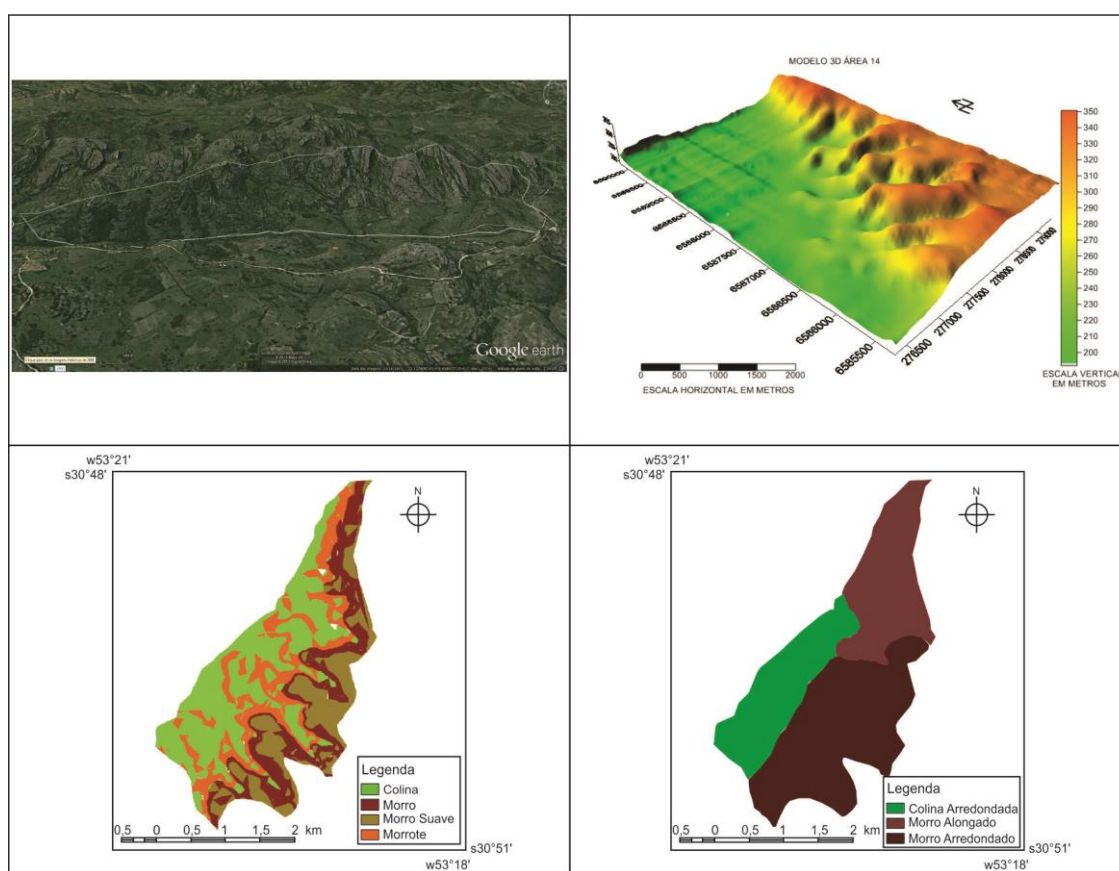 Google earth
MODELO 3D ÁREA 14
N
350
340
330
320
310
300
290
280
270
260
250
240
230
220
210
200
ESCALA VERTICAL
EM METROS
6588500
6588000
6587500
6587000
6586500
6586000
6585500
276500
277000
277500
278000
278500
0 500 1000 1500 2000
ESCALA HORIZONTAL EM METROS
w53°21'
s30°48'
N
Legenda
Colina
Morro
Morro Suave
Morrote
0,5 0 0,5 1 1,5 2 km
s30°51'
w53°18'
w53°21'
s30°48'
N
Legenda
Colina Arredondada
Morro Alongado
Morro Arredondado
0,5 0 0,5 1 1,5 2 km
s30°51'
w53°18'